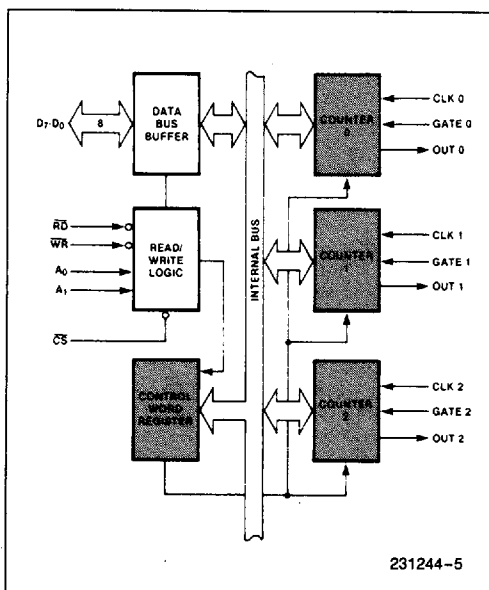 D7-D0
8
DATA
BUS
BUFFER
COUNTER
0
CLK 0
GATE 0
OUT 0
RD
WR
A0
A1
CS
READ/
WRITE
LOGIC
INTERNAL BUS
COUNTER
1
CLK 1
GATE 1
OUT 1
CONTROL
WORD
REGISTER
COUNTER
2
CLK 2
GATE 2
OUT 2
231244-5